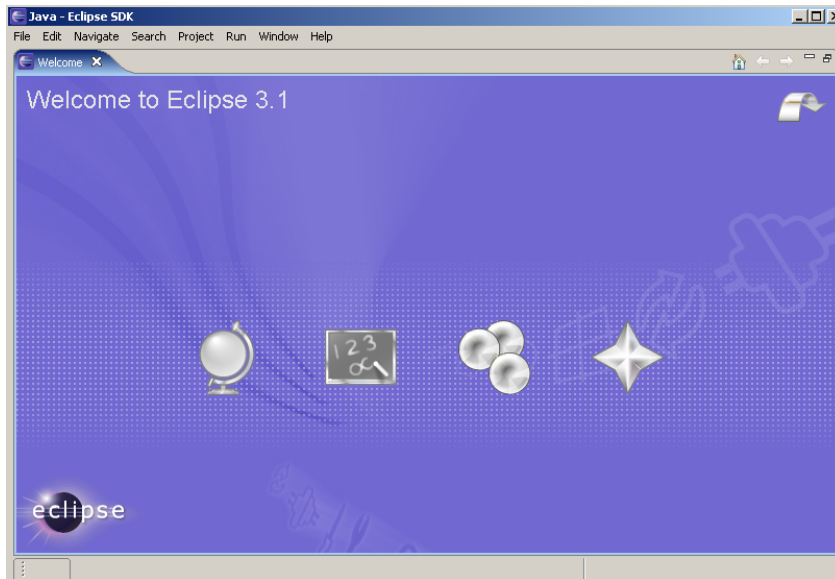 Java - Eclipse SDK
File Edit Navigate Search Project Run Window Help
Welcome
Welcome to Eclipse 3.1
123
eclipse